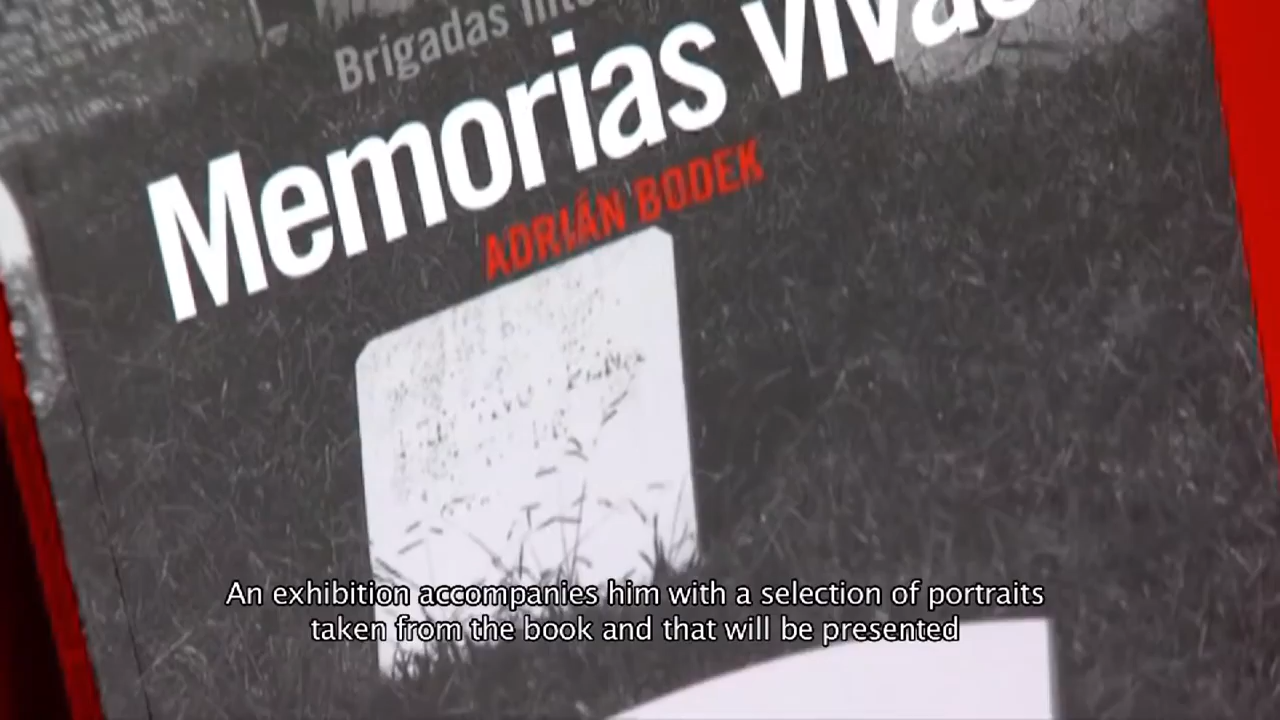 Brigadas
Memorias vivas
ADRIÁN BODEK
An exhibition accompanies him with a selection of portraits
taken from the book and that will be presented